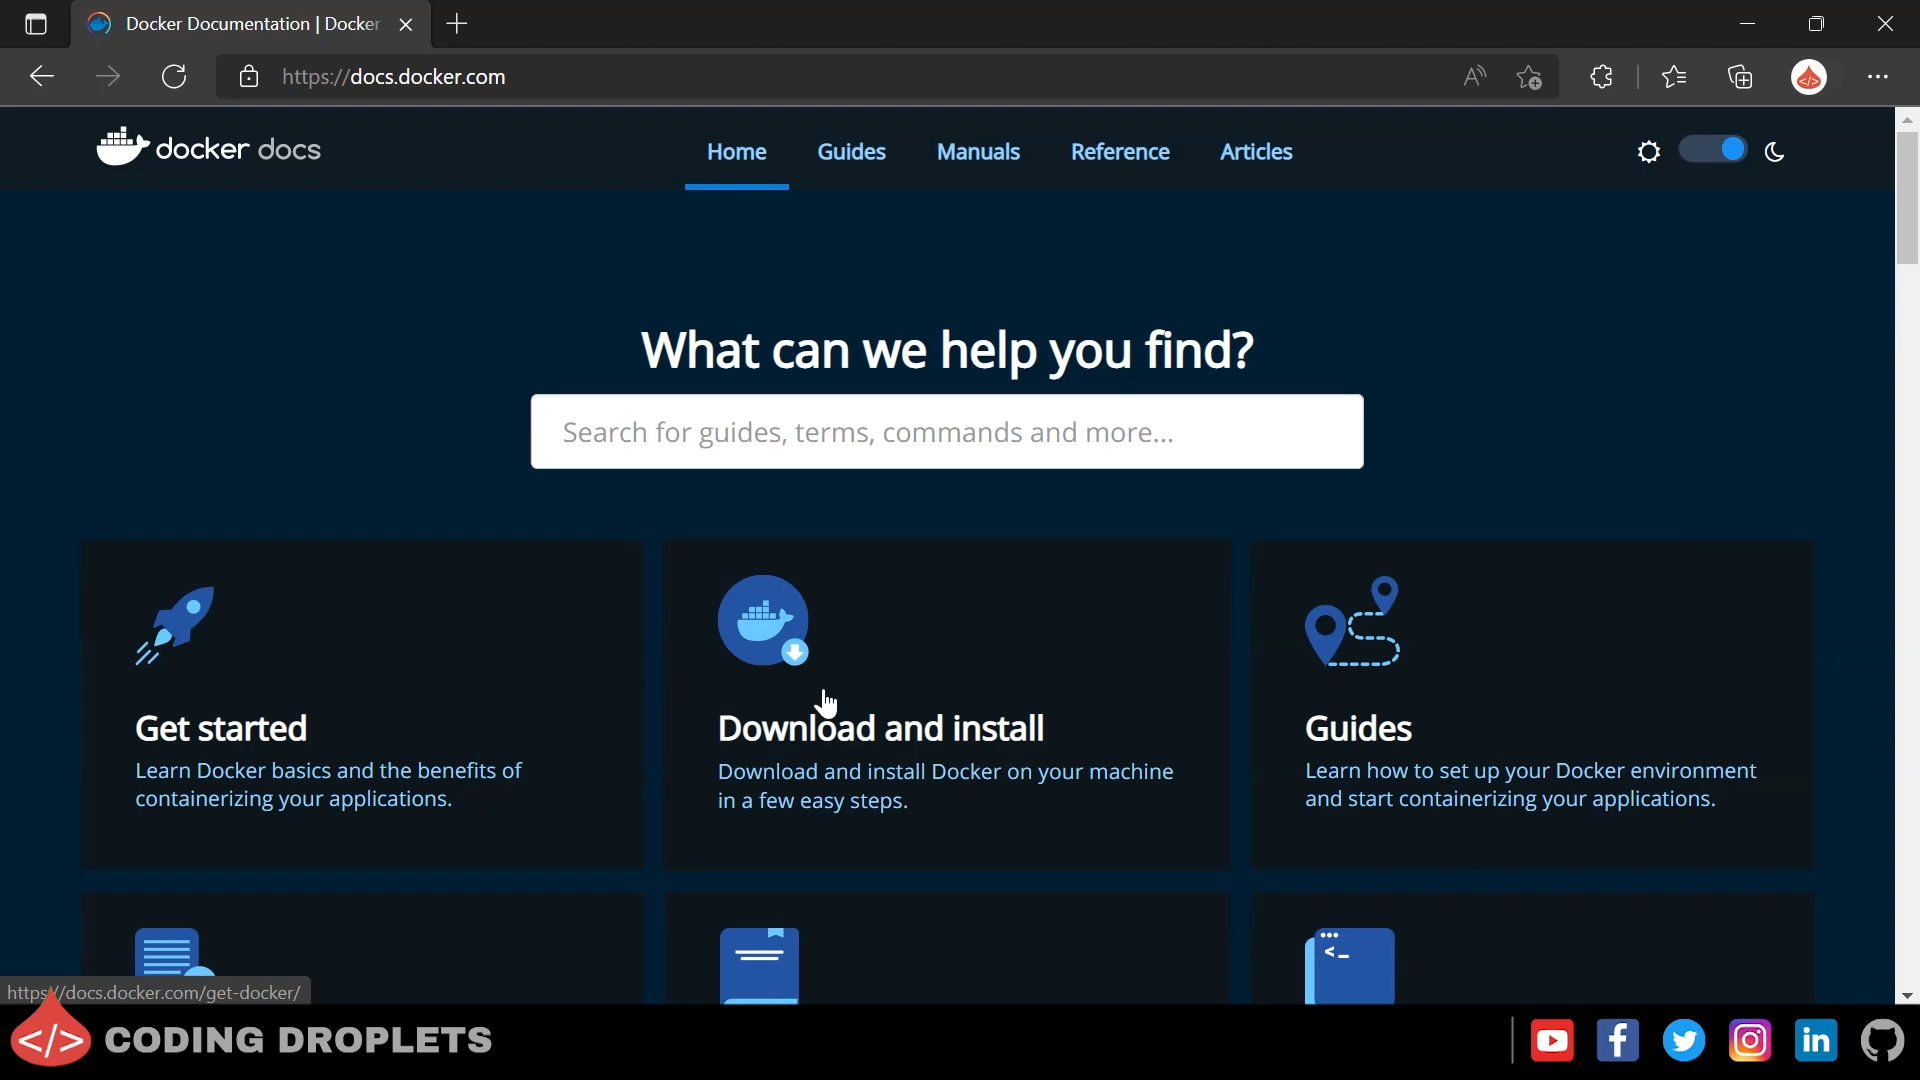 Docker Documentation | Docker
https://docs.docker.com
docker docs
Home
Guides
Manuals
Reference
Articles
What can we help you find?
Search for guides, terms, commands and more...
Get started
Learn Docker basics and the benefits of
containerizing your applications.
Download and install
Download and install Docker on your machine
in a few easy steps.
Guides
Learn how to set up your Docker environment
and start containerizing your applications.
https://docs.docker.com/get-docker/
</> CODING DROPLETS